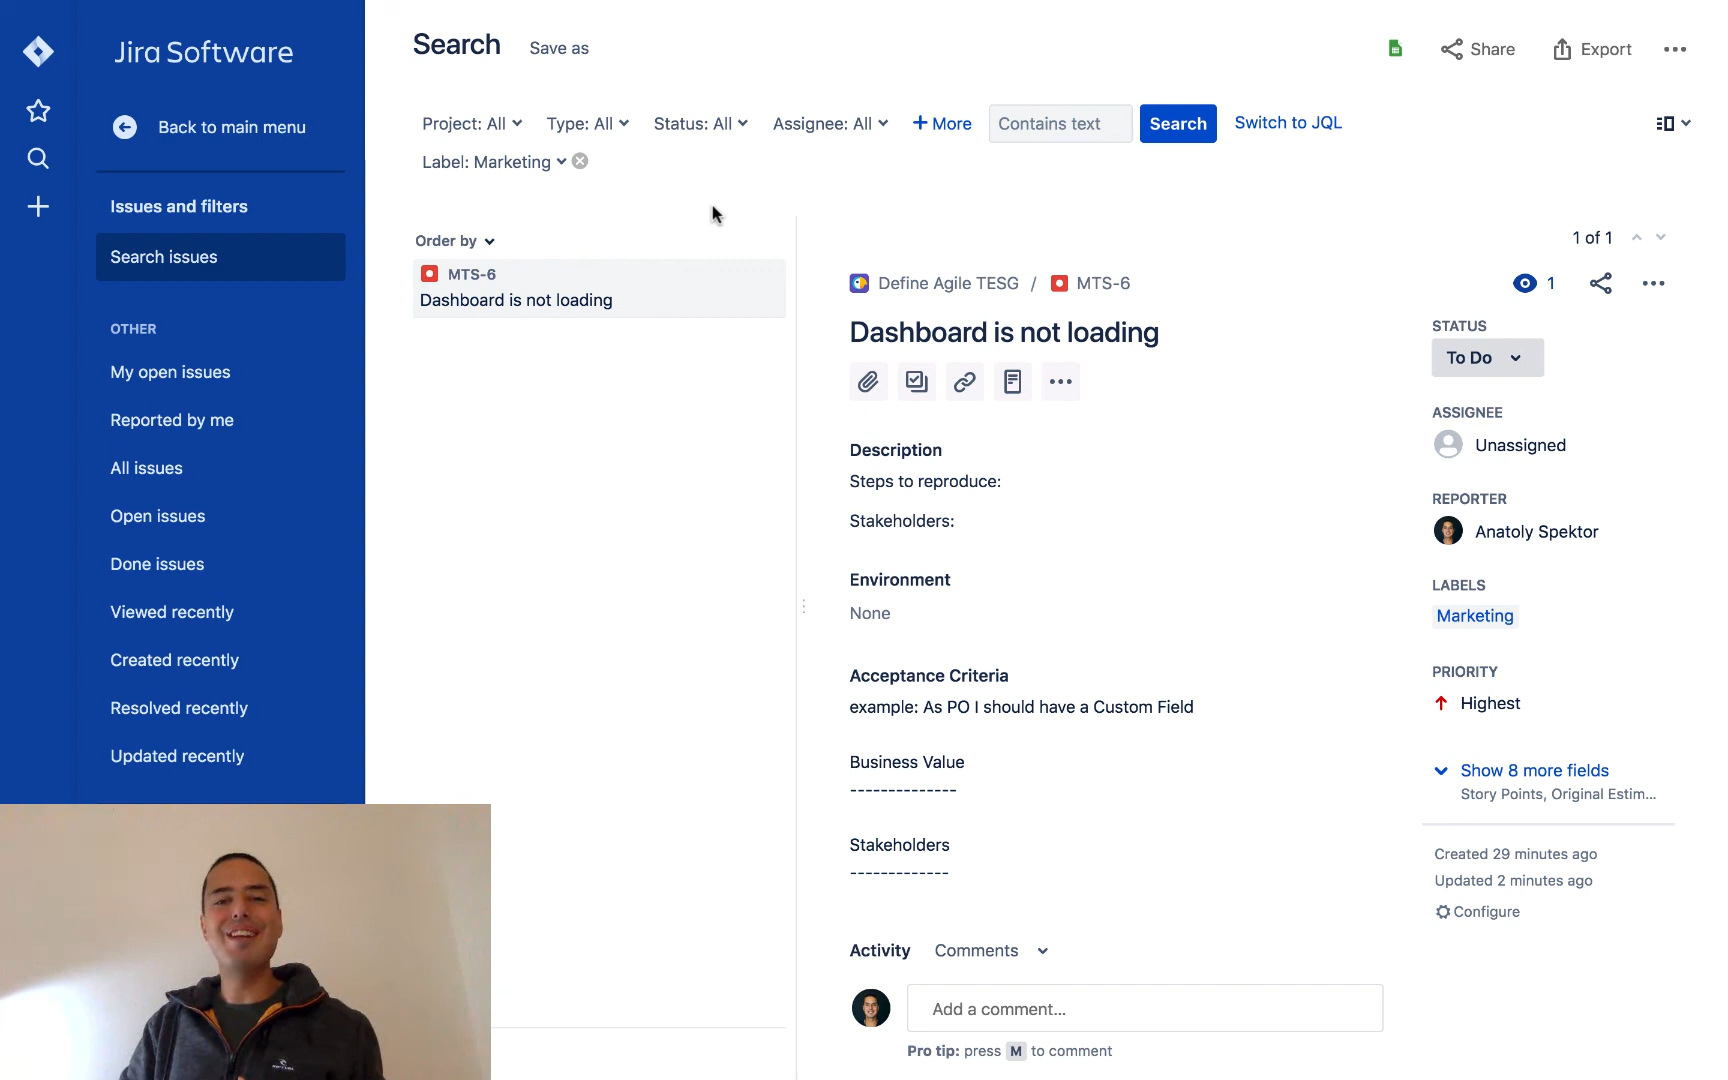 Jira Software
Back to main menu
Issues and filters
Search issues
OTHER
My open issues
Reported by me
All issues
Open issues
Done issues
Viewed recently
Created recently
Resolved recently
Updated recently
Search Save as
Share Export
Project: All Type: All Status: All Assignee: All + More Contains text Search Switch to JQL
Label: Marketing
Order by
MTS-6
Dashboard is not loading
1 of 1
Define Agile TESG / MTS-6
1
Dashboard is not loading
Description
Steps to reproduce:
Stakeholders:
Environment
None
Acceptance Criteria
example: As PO I should have a Custom Field
Business Value
--------------
Stakeholders
-------------
Activity Comments
Add a comment...
Pro tip: press M to comment
STATUS
To Do
ASSIGNEE
Unassigned
REPORTER
Anatoly Spektor
LABELS
Marketing
PRIORITY
Highest
Show 8 more fields
Story Points, Original Estim...
Created 29 minutes ago
Updated 2 minutes ago
Configure